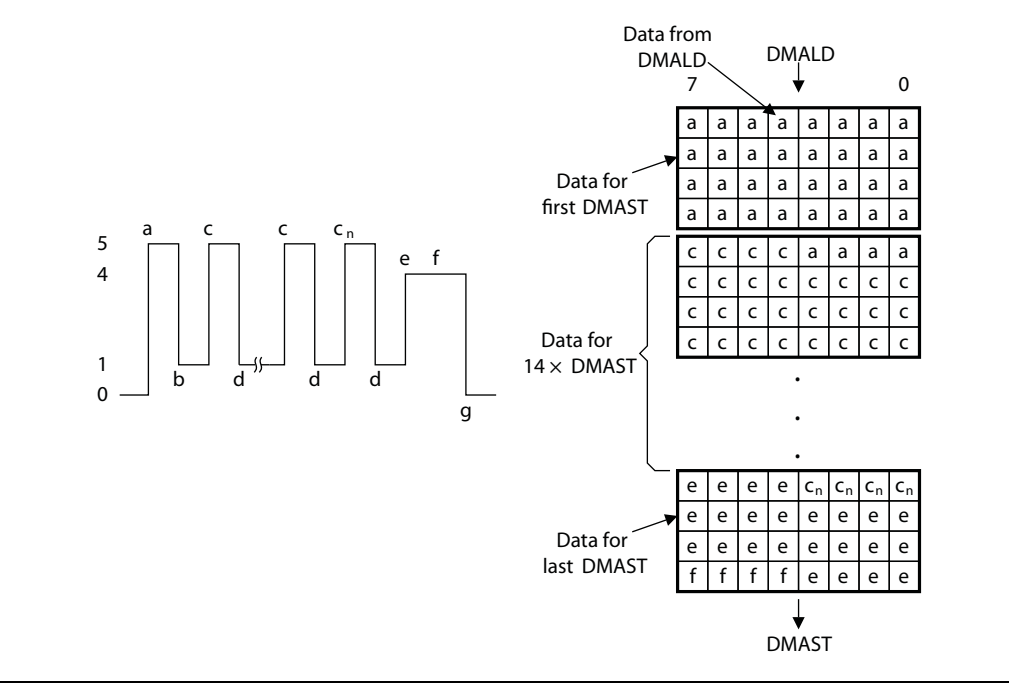 Data from
DMALD
DMALD
7 0
a a a a a a a a
a a a a a a a a
a a a a a a a a
a a a a a a a a
Data for
first DMAST
c c c c a a a a
c c c c c c c c
c c c c c c c c
c c c c c c c c
Data for
14 × DMAST
.
.
.
e e e e cn cn cn cn
e e e e e e e e
e e e e e e e e
f f f f e e e e
Data for
last DMAST
DMAST
a c c cn
5
e f
4
1
b d d d
0
g